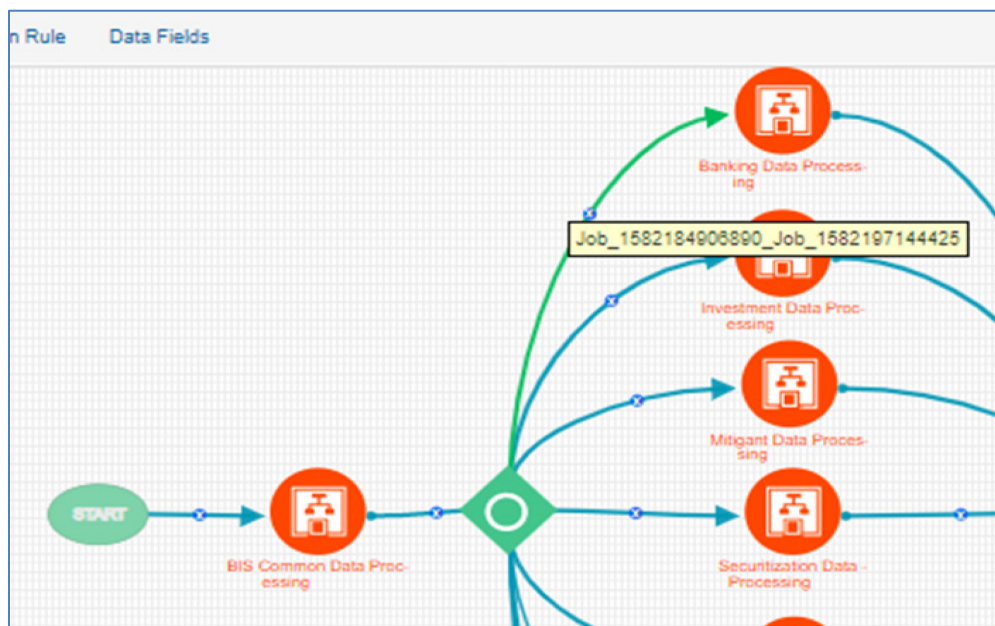 n Rule Data Fields
Banking Data Process-
ing
Job_1582184906890_Job_1582197144425
Investment Data Proc-
essing
Mitigant Data Proces-
sing
START
BIS Common Data Proc-
essing
Securitization Data -
Processing